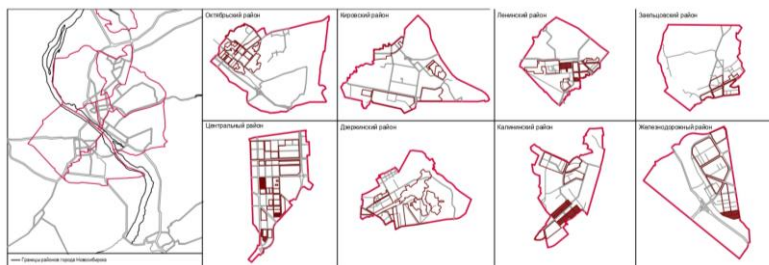 Октябрьский район
Кировский район
Ленинский район
Заельцовский район
Центральный район
Дзержинский район
Калининский район
Железнодорожный район
Границы районов города Новосибирска